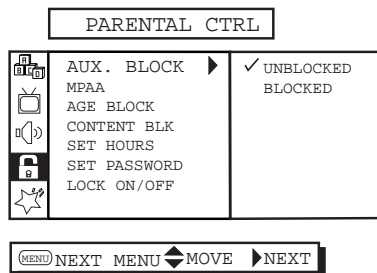 PARENTAL CTRL
AUX. BLOCK
MPAA
AGE BLOCK
CONTENT BLK
SET HOURS
SET PASSWORD
LOCK ON/OFF
✓ UNBLOCKED
BLOCKED
MENU NEXT MENU MOVE NEXT